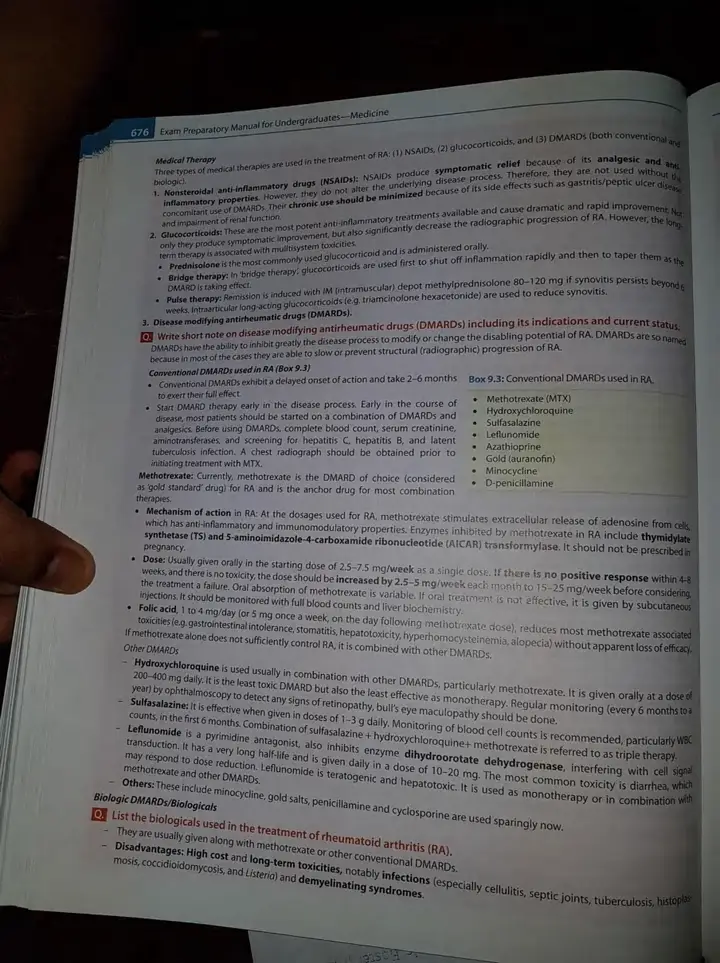 676 Exam Preparatory Manual for Undergraduates—Medicine
Medical Therapy
Three types of medical therapies are used in the treatment of RA: (1) NSAIDs, (2) glucocorticoids, and (3) DMARDs (both conventional and
biologic).
1. Nonsteroidal anti-inflammatory drugs (NSAIDs): NSAIDs produce symptomatic relief because of its analgesic and anti-
inflammatory properties. However, they do not alter the underlying disease process. Therefore, they are not used without the
concomitant use of DMARDs. Their chronic use should be minimized because of its side effects such as gastritis/peptic ulcer disease
and impairment of renal function.
2. Glucocorticoids: These are the most potent anti-inflammatory treatments available and cause dramatic and rapid improvement. Not
only they produce symptomatic improvement, but also significantly decrease the radiographic progression of RA. However, the long-
term therapy is associated with mulltisystem toxicities.
• Prednisolone is the most commonly used glucocorticoid and is administered orally.
• Bridge therapy: In 'bridge therapy', glucocorticoids are used first to shut off inflammation rapidly and then to taper them as the
DMARD is taking effect.
• Pulse therapy: Remission is induced with IM (intramuscular) depot methylprednisolone 80–120 mg if synovitis persists beyond 6
weeks. Intraarticular long-acting glucocorticoids (e.g. triamcinolone hexacetonide) are used to reduce synovitis.
3. Disease modifying antirheumatic drugs (DMARDs).
Q. Write short note on disease modifying antirheumatic drugs (DMARDs) including its indications and current status.
DMARDs have the ability to inhibit greatly the disease process to modify or change the disabling potential of RA. DMARDs are so named
because in most of the cases they are able to slow or prevent structural (radiographic) progression of RA.
Conventional DMARDs used in RA (Box 9.3)
• Conventional DMARDs exhibit a delayed onset of action and take 2–6 months
to exert their full effect.
• Start DMARD therapy early in the disease process. Early in the course of
disease, most patients should be started on a combination of DMARDs and
analgesics. Before using DMARDs, complete blood count, serum creatinine,
aminotransferases, and screening for hepatitis C, hepatitis B, and latent
tuberculosis infection. A chest radiograph should be obtained prior to
initiating treatment with MTX.
Box 9.3: Conventional DMARDs used in RA.
• Methotrexate (MTX)
• Hydroxychloroquine
• Sulfasalazine
• Leflunomide
• Azathioprine
• Gold (auranofin)
• Minocycline
• D-penicillamine
Methotrexate: Currently, methotrexate is the DMARD of choice (considered
as 'gold standard' drug) for RA and is the anchor drug for most combination
therapies.
• Mechanism of action in RA: At the dosages used for RA, methotrexate stimulates extracellular release of adenosine from cells,
which has anti-inflammatory and immunomodulatory properties. Enzymes inhibited by methotrexate in RA include thymidylate
synthetase (TS) and 5-aminoimidazole-4-carboxamide ribonucleotide (AICAR) transformylase. It should not be prescribed in
pregnancy.
• Dose: Usually given orally in the starting dose of 2.5–7.5 mg/week as a single dose. If there is no positive response within 4-8
weeks, and there is no toxicity, the dose should be increased by 2.5–5 mg/week each month to 15–25 mg/week before considering
the treatment a failure. Oral absorption of methotrexate is variable. If oral treatment is not effective, it is given by subcutaneous
injections. It should be monitored with full blood counts and liver biochemistry.
• Folic acid, 1 to 4 mg/day (or 5 mg once a week, on the day following methotrexate dose), reduces most methotrexate associated
toxicities (e.g. gastrointestinal intolerance, stomatitis, hepatotoxicity, hyperhomocysteinemia, alopecia) without apparent loss of efficacy.
If methotrexate alone does not sufficiently control RA, it is combined with other DMARDs.
Other DMARDs
– Hydroxychloroquine is used usually in combination with other DMARDs, particularly methotrexate. It is given orally at a dose of
200–400 mg daily. It is the least toxic DMARD but also the least effective as monotherapy. Regular monitoring (every 6 months to a
year) by ophthalmoscopy to detect any signs of retinopathy, bull's eye maculopathy should be done.
– Sulfasalazine: It is effective when given in doses of 1–3 g daily. Monitoring of blood cell counts is recommended, particularly WBC
counts, in the first 6 months. Combination of sulfasalazine + hydroxychloroquine+ methotrexate is referred to as triple therapy.
– Leflunomide is a pyrimidine antagonist, also inhibits enzyme dihydroorotate dehydrogenase, interfering with cell signal
transduction. It has a very long half-life and is given daily in a dose of 10–20 mg. The most common toxicity is diarrhea, which
may respond to dose reduction. Leflunomide is teratogenic and hepatotoxic. It is used as monotherapy or in combination with
methotrexate and other DMARDs.
– Others: These include minocycline, gold salts, penicillamine and cyclosporine are used sparingly now.
Biologic DMARDs/Biologicals
Q. List the biologicals used in the treatment of rheumatoid arthritis (RA).
– They are usually given along with methotrexate or other conventional DMARDs.
– Disadvantages: High cost and long-term toxicities, notably infections (especially cellulitis, septic joints, tuberculosis, histoplas-
mosis, coccidioidomycosis, and Listeria) and demyelinating syndromes.